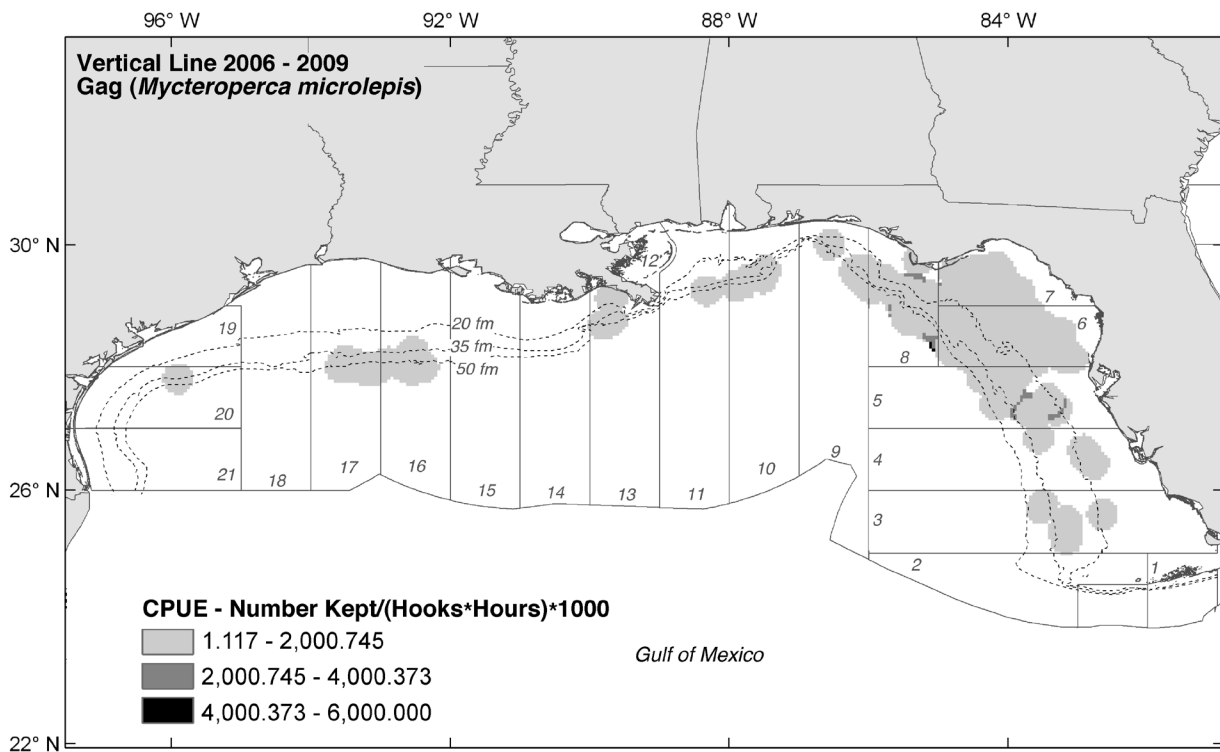 96° W 92° W 88° W 84° W
Vertical Line 2006 - 2009
Gag (Mycteroperca microlepis)
30° N
12
7
19
20 fm
6
35 fm
8
50 fm
5
20
9
4
21 18 17 16 10
26° N
15 14 13 11
3
2
1
CPUE - Number Kept/(Hooks*Hours)*1000
1.117 - 2,000.745
Gulf of Mexico
2,000.745 - 4,000.373
4,000.373 - 6,000.000
22° N